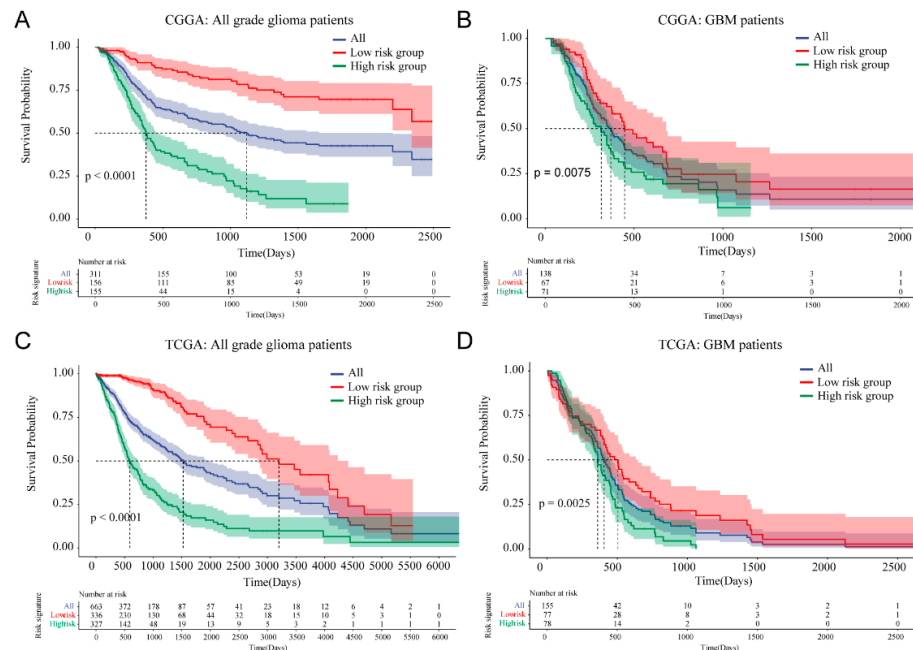 A
CGGA: All grade glioma patients
All
Low risk group
High risk group
Survival Probability
1.00
0.75
0.50
0.25
0.00
p < 0.0001
0 500 1000 1500 2000 2500
Time(Days)
Number at risk
Risk signature
All 311 155 100 53 19 0
Lowrisk 156 111 85 49 19 0
Highrisk 155 44 15 4 0 0
0 500 1000 1500 2000 2500
Time(Days)
B
CGGA: GBM patients
All
Low risk group
High risk group
Survival Probability
1.00
0.75
0.50
0.25
0.00
p = 0.0075
0 500 1000 1500 2000
Time(Days)
Number at risk
Risk signature
All 138 34 7 3 1
Lowrisk 67 21 6 3 1
Highrisk 71 13 1 0 0
0 500 1000 1500 2000
Time(Days)
C
TCGA: All grade glioma patients
All
Low risk group
High risk group
Survival Probability
1.00
0.75
0.50
0.25
0.00
p < 0.0001
0 500 1000 1500 2000 2500 3000 3500 4000 4500 5000 6000
Time(Days)
Number at risk
Risk signature
All 663 372 178 87 57 41 23 18 12 6 4 2 1
Lowrisk 336 230 130 68 44 32 18 15 10 5 3 1 0
Highrisk 327 142 48 19 13 9 5 3 2 1 1 1 1
0 500 1000 1500 2000 2500 3000 3500 4000 4500 5000 5500 6000
Time(Days)
D
TCGA: GBM patients
All
Low risk group
High risk group
Survival Probability
1.00
0.75
0.50
0.25
0.00
p = 0.0025
0 500 1000 1500 2000 2500
Time(Days)
Number at risk
Risk signature
All 155 42 10 3 2 1
Lowrisk 77 28 8 3 2 1
Highrisk 78 14 2 0 0 0
0 500 1000 1500 2000 2500
Time(Days)